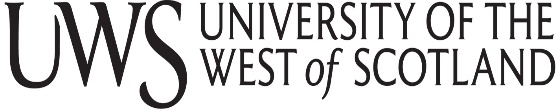 UWS
UNIVERSITY OF THE
WEST of SCOTLAND